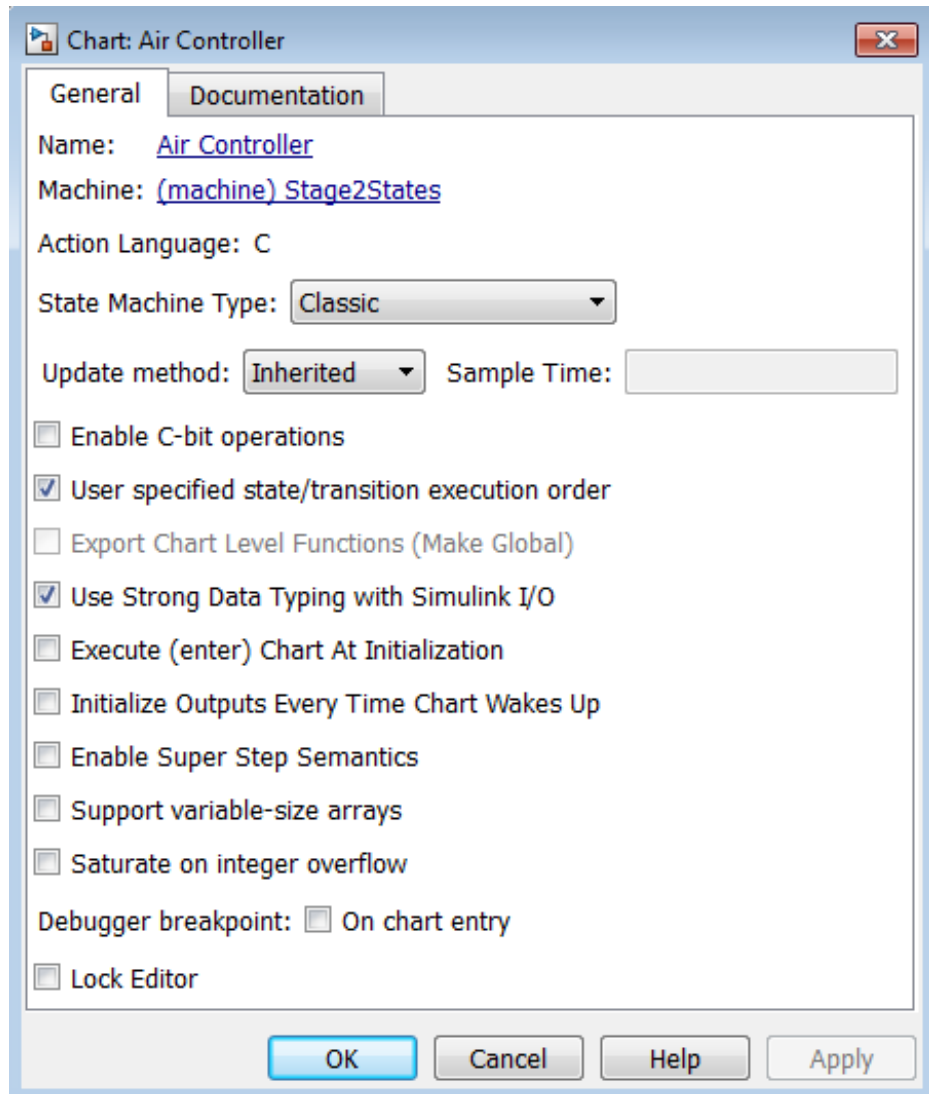 Chart: Air Controller
General Documentation
Name: Air Controller
Machine: (machine) Stage2States
Action Language: C
State Machine Type: Classic
Update method: Inherited Sample Time:
Enable C-bit operations
User specified state/transition execution order
Export Chart Level Functions (Make Global)
Use Strong Data Typing with Simulink I/O
Execute (enter) Chart At Initialization
Initialize Outputs Every Time Chart Wakes Up
Enable Super Step Semantics
Support variable-size arrays
Saturate on integer overflow
Debugger breakpoint: On chart entry
Lock Editor
OK Cancel Help Apply